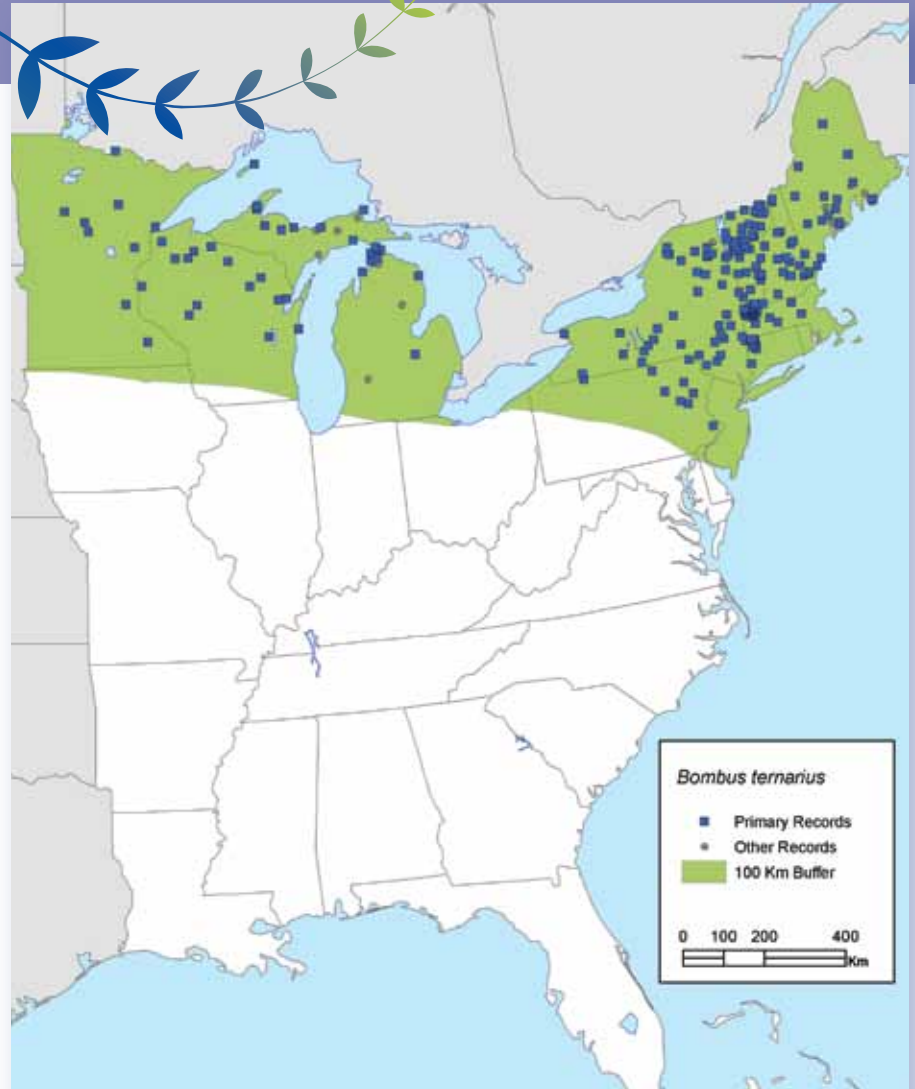 Bombus ternarius
Primary Records
Other Records
100 Km Buffer
0 100 200 400
Km